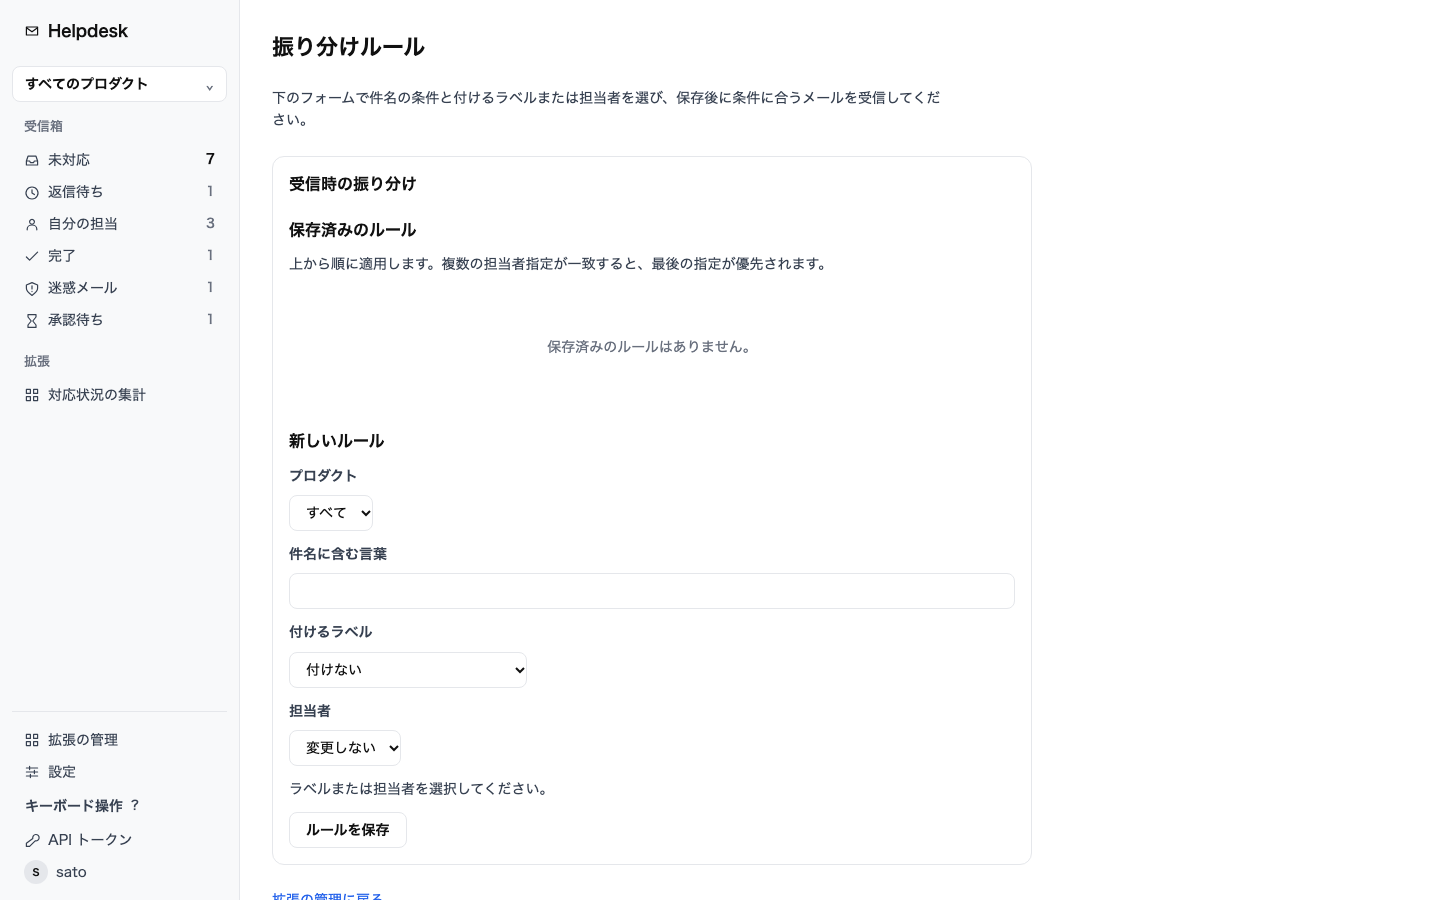 Helpdesk
すべてのプロダクト
受信箱
未対応 7
返信待ち 1
自分の担当 3
完了 1
迷惑メール 1
承認待ち 1
拡張
対応状況の集計
拡張の管理
設定
キーボード操作 ?
API トークン
S sato
振り分けルール
下のフォームで件名の条件と付けるラベルまたは担当者を選び、保存後に条件に合うメールを受信してくだ
さい。
受信時の振り分け
保存済みのルール
上から順に適用します。複数の担当者指定が一致すると、最後の指定が優先されます。
保存済みのルールはありません。
新しいルール
プロダクト
すべて
件名に含む言葉
付けるラベル
付けない
担当者
変更しない
ラベルまたは担当者を選択してください。
ルールを保存
拡張の管理に戻る